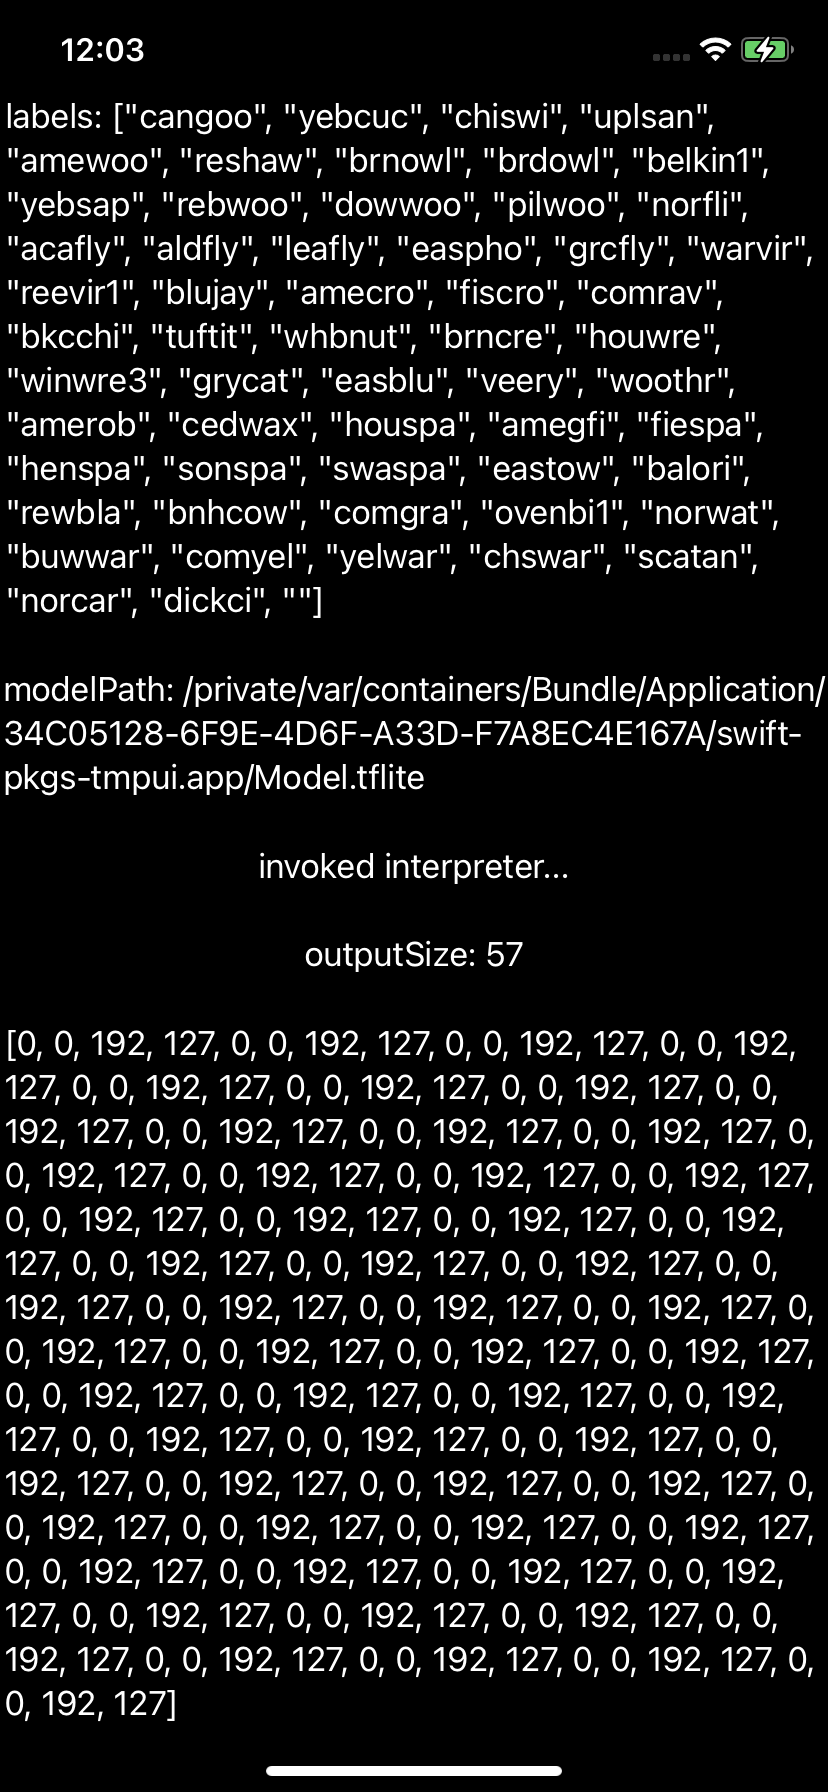 12:03
labels: ["cangoo", "yebcuc", "chiswi", "uplsan",
"amewoo", "reshaw", "brnowl", "brdowl", "belkin1",
"yebsap", "rebwoo", "dowwoo", "pilwoo", "norfli",
"acafly", "aldfly", "leafly", "easpho", "grcfly", "warvir",
"reevir1", "blujay", "amecro", "fiscro", "comrav",
"bkcchi", "tuftit", "whbnut", "brncre", "houwre",
"winwre3", "grycat", "easblu", "veery", "woothr",
"amerob", "cedwax", "houspa", "amegfi", "fiespa",
"henspa", "sonspa", "swaspa", "eastow", "balori",
"rewbla", "bnhcow", "comgra", "ovenbi1", "norwat",
"buwwar", "comyel", "yelwar", "chswar", "scatan",
"norcar", "dickci", ""]
modelPath: /private/var/containers/Bundle/Application/
34C05128-6F9E-4D6F-A33D-F7A8EC4E167A/swift-
pkgs-tmpui.app/Model.tflite
invoked interpreter...
outputSize: 57
[0, 0, 192, 127, 0, 0, 192, 127, 0, 0, 192, 127, 0, 0, 192,
127, 0, 0, 192, 127, 0, 0, 192, 127, 0, 0, 192, 127, 0, 0,
192, 127, 0, 0, 192, 127, 0, 0, 192, 127, 0, 0, 192, 127, 0,
0, 192, 127, 0, 0, 192, 127, 0, 0, 192, 127, 0, 0, 192, 127,
0, 0, 192, 127, 0, 0, 192, 127, 0, 0, 192, 127, 0, 0, 192,
127, 0, 0, 192, 127, 0, 0, 192, 127, 0, 0, 192, 127, 0, 0,
192, 127, 0, 0, 192, 127, 0, 0, 192, 127, 0, 0, 192, 127, 0,
0, 192, 127, 0, 0, 192, 127, 0, 0, 192, 127, 0, 0, 192, 127,
0, 0, 192, 127, 0, 0, 192, 127, 0, 0, 192, 127, 0, 0, 192,
127, 0, 0, 192, 127, 0, 0, 192, 127, 0, 0, 192, 127, 0, 0,
192, 127, 0, 0, 192, 127, 0, 0, 192, 127, 0, 0, 192, 127, 0,
0, 192, 127, 0, 0, 192, 127, 0, 0, 192, 127, 0, 0, 192, 127,
0, 0, 192, 127, 0, 0, 192, 127, 0, 0, 192, 127, 0, 0, 192,
127, 0, 0, 192, 127, 0, 0, 192, 127, 0, 0, 192, 127, 0, 0,
192, 127, 0, 0, 192, 127, 0, 0, 192, 127, 0, 0, 192, 127, 0,
0, 192, 127]